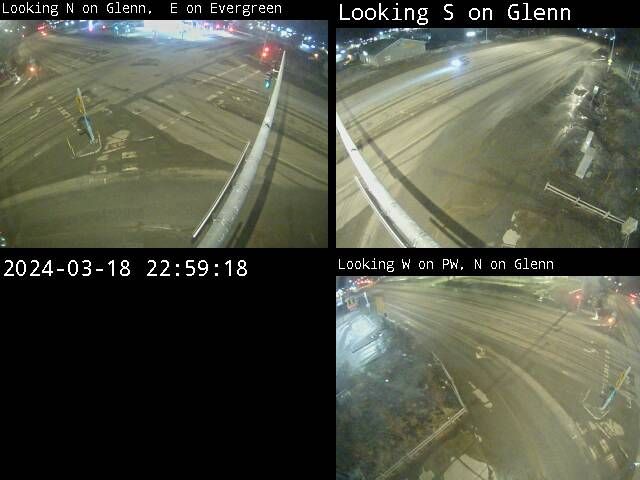 Looking N on Glenn, E on Evergreen
Looking S on Glenn
2024-03-18 22:59:18
Looking W on PW, N on Glenn